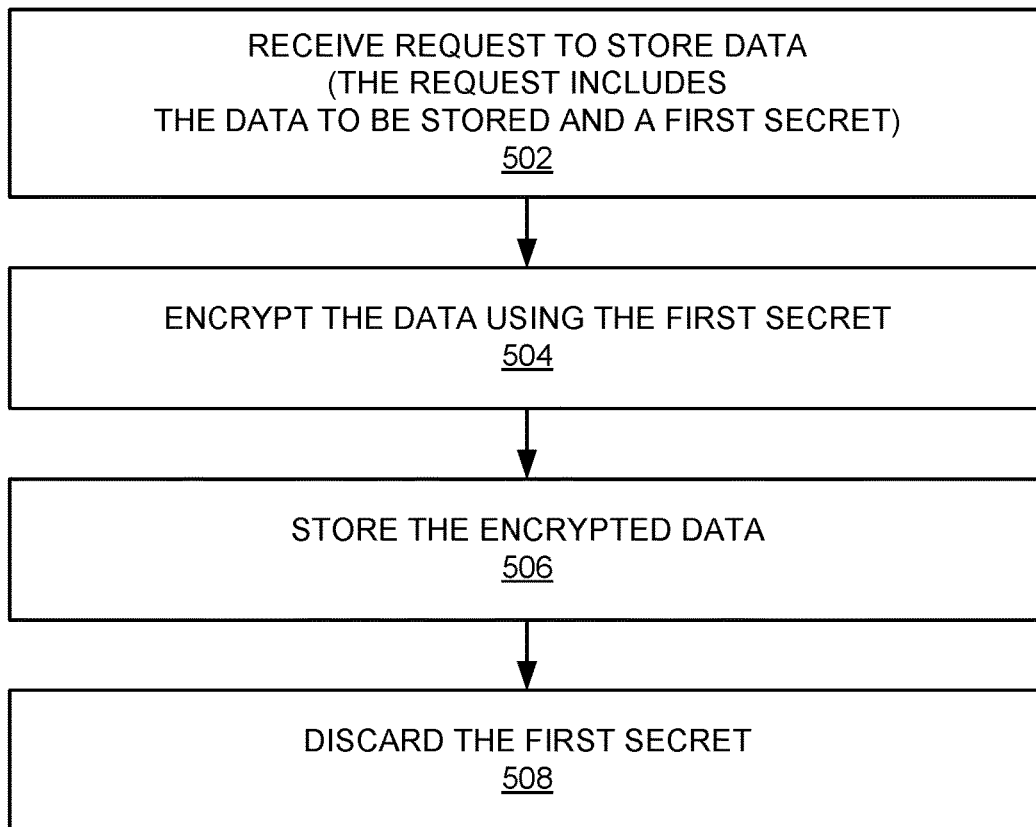 RECEIVE REQUEST TO STORE DATA
(THE REQUEST INCLUDES
THE DATA TO BE STORED AND A FIRST SECRET)
502
ENCRYPT THE DATA USING THE FIRST SECRET
504
STORE THE ENCRYPTED DATA
506
DISCARD THE FIRST SECRET
508